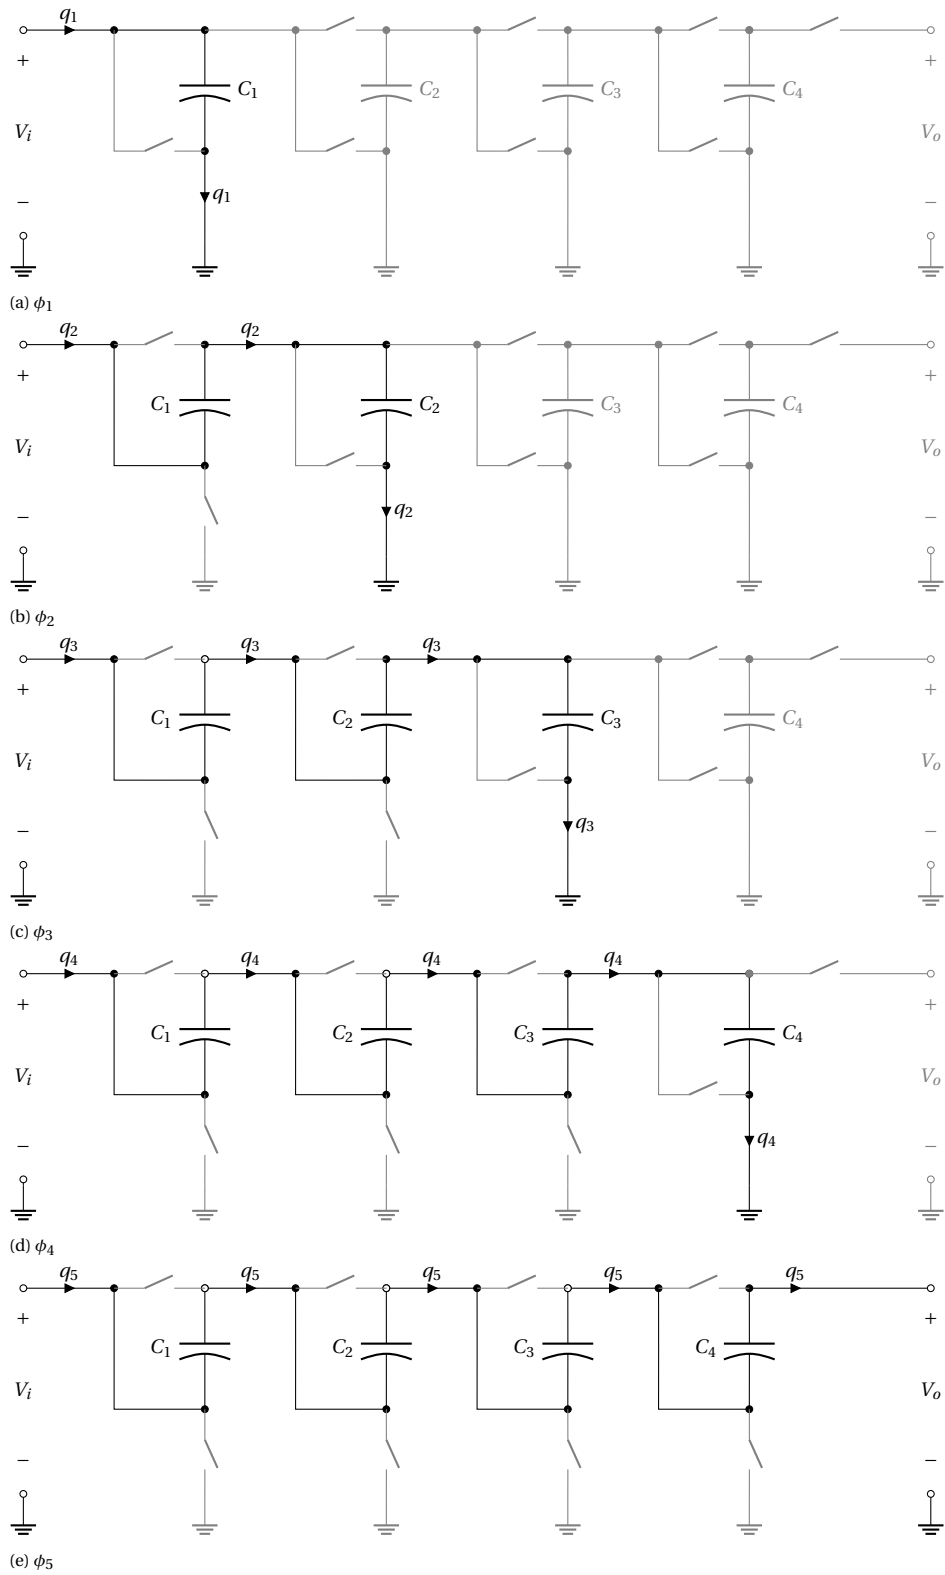 q1
+ C1 C2 C3 C4 +
Vi Vo
− q1 −
(a) ϕ1
q2 q2
+ C1 C2 C3 C4 +
Vi Vo
− q2 −
(b) ϕ2
q3 q3 q3
+ C1 C2 C3 C4 +
Vi Vo
− q3 −
(c) ϕ3
q4 q4 q4 q4
+ C1 C2 C3 C4 +
Vi Vo
− q4 −
(d) ϕ4
q5 q5 q5 q5 q5
+ C1 C2 C3 C4 +
Vi Vo
− −
(e) ϕ5